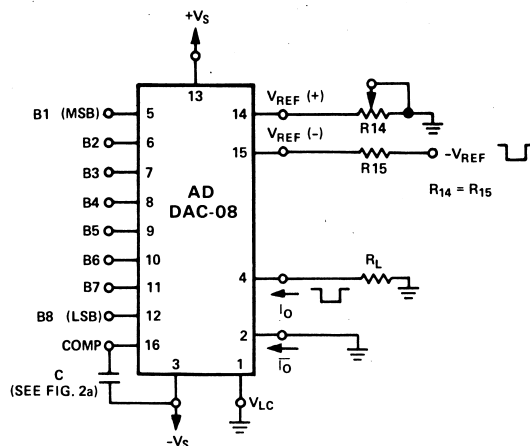 +VS
13
B1 (MSB) 5
B2 6
B3 7
B4 8
B5 9
B6 10
B7 11
B8 (LSB) 12
COMP 16
AD
DAC-08
14 VREF (+)
R14
15 VREF (-)
R15
-VREF
R14 = R15
4
RL
IO
2
IO
3
1
C
(SEE FIG. 2a)
VLC
-VS